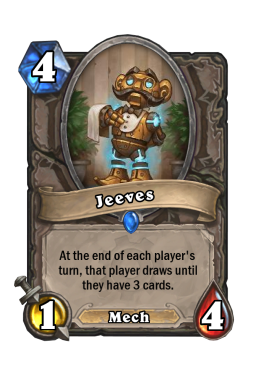 4
Jeeves
At the end of each player's
turn, that player draws until
they have 3 cards.
1
Mech
4